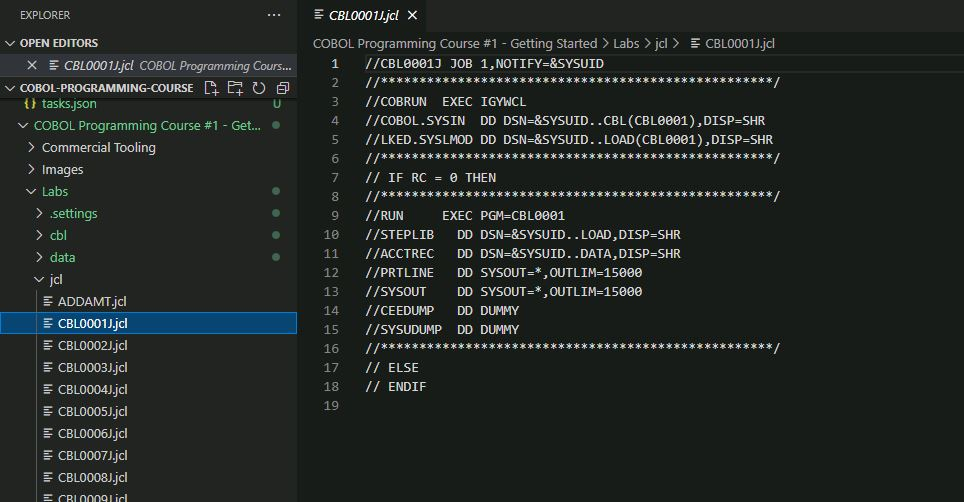 EXPLORER
···
OPEN EDITORS
CBL0001J.jcl COBOL Programming Cours...
COBOL-PROGRAMMING-COURSE
tasks.json U
COBOL Programming Course #1 - Get...
Commercial Tooling
Images
Labs
.settings
cbl
data
jcl
ADDAMT.jcl
CBL0001J.jcl
CBL0002J.jcl
CBL0003J.jcl
CBL0004J.jcl
CBL0005J.jcl
CBL0006J.jcl
CBL0007J.jcl
CBL0008J.jcl
CBL0009J.jcl
CBL0001J.jcl
COBOL Programming Course #1 - Getting Started > Labs > jcl > CBL0001J.jcl
1 //CBL0001J JOB 1,NOTIFY=&SYSUID
2 //***************************************************/
3 //COBRUN  EXEC IGYWCL
4 //COBOL.SYSIN  DD DSN=&SYSUID..CBL(CBL0001),DISP=SHR
5 //LKED.SYSLMOD DD DSN=&SYSUID..LOAD(CBL0001),DISP=SHR
6 //***************************************************/
7 // IF RC = 0 THEN
8 //***************************************************/
9 //RUN     EXEC PGM=CBL0001
10 //STEPLIB   DD DSN=&SYSUID..LOAD,DISP=SHR
11 //ACCTREC   DD DSN=&SYSUID..DATA,DISP=SHR
12 //PRTLINE   DD SYSOUT=*,OUTLIM=15000
13 //SYSOUT    DD SYSOUT=*,OUTLIM=15000
14 //CEEDUMP   DD DUMMY
15 //SYSUDUMP  DD DUMMY
16 //***************************************************/
17 // ELSE
18 // ENDIF
19